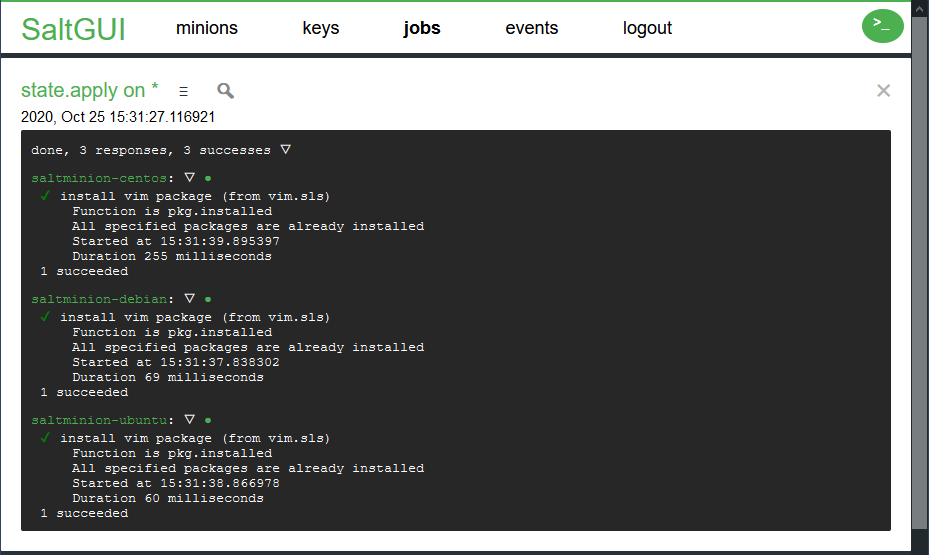 SaltGUI minions keys jobs events logout >_
state.apply on *
2020, Oct 25 15:31:27.116921
done, 3 responses, 3 successes ▽
saltminion-centos: ▽ ●
✓ install vim package (from vim.sls)
Function is pkg.installed
All specified packages are already installed
Started at 15:31:39.895397
Duration 255 milliseconds
1 succeeded
saltminion-debian: ▽ ●
✓ install vim package (from vim.sls)
Function is pkg.installed
All specified packages are already installed
Started at 15:31:37.838302
Duration 69 milliseconds
1 succeeded
saltminion-ubuntu: ▽ ●
✓ install vim package (from vim.sls)
Function is pkg.installed
All specified packages are already installed
Started at 15:31:38.866978
Duration 60 milliseconds
1 succeeded